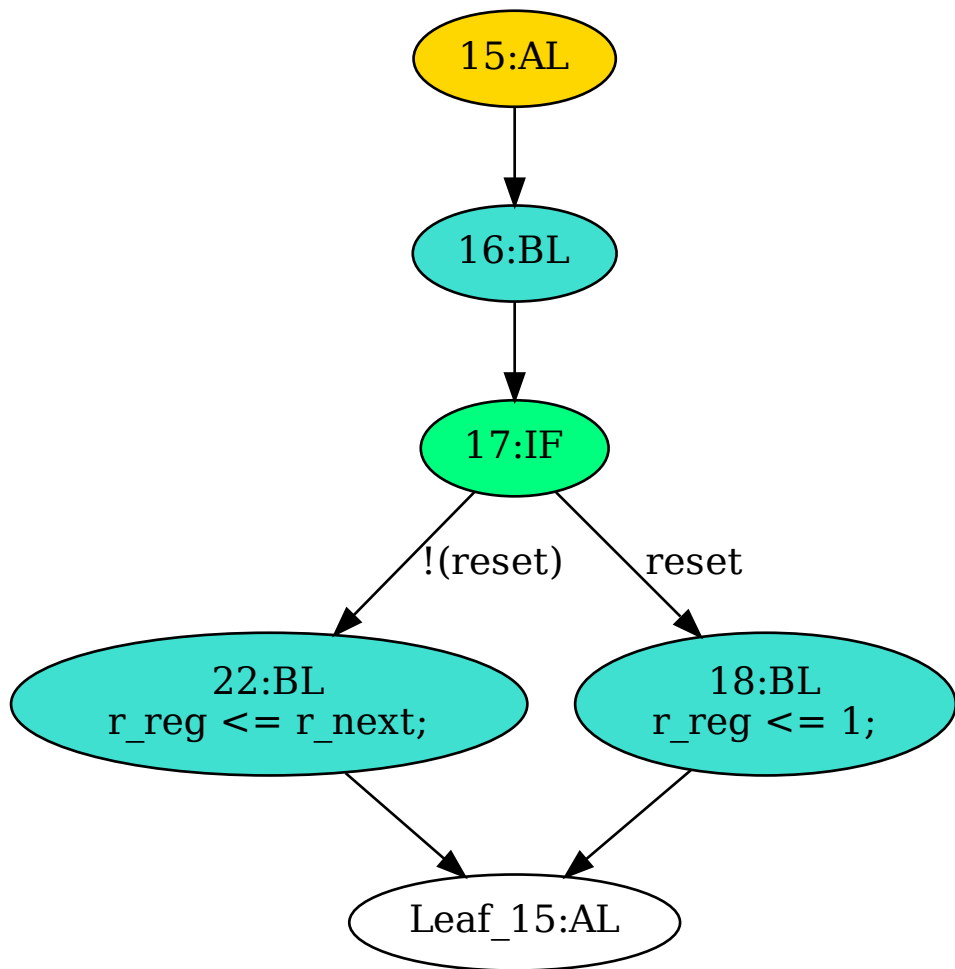 15:AL
16:BL
17:IF
!(reset)
reset
22:BL
r_reg <= r_next;
18:BL
r_reg <= 1;
Leaf_15:AL